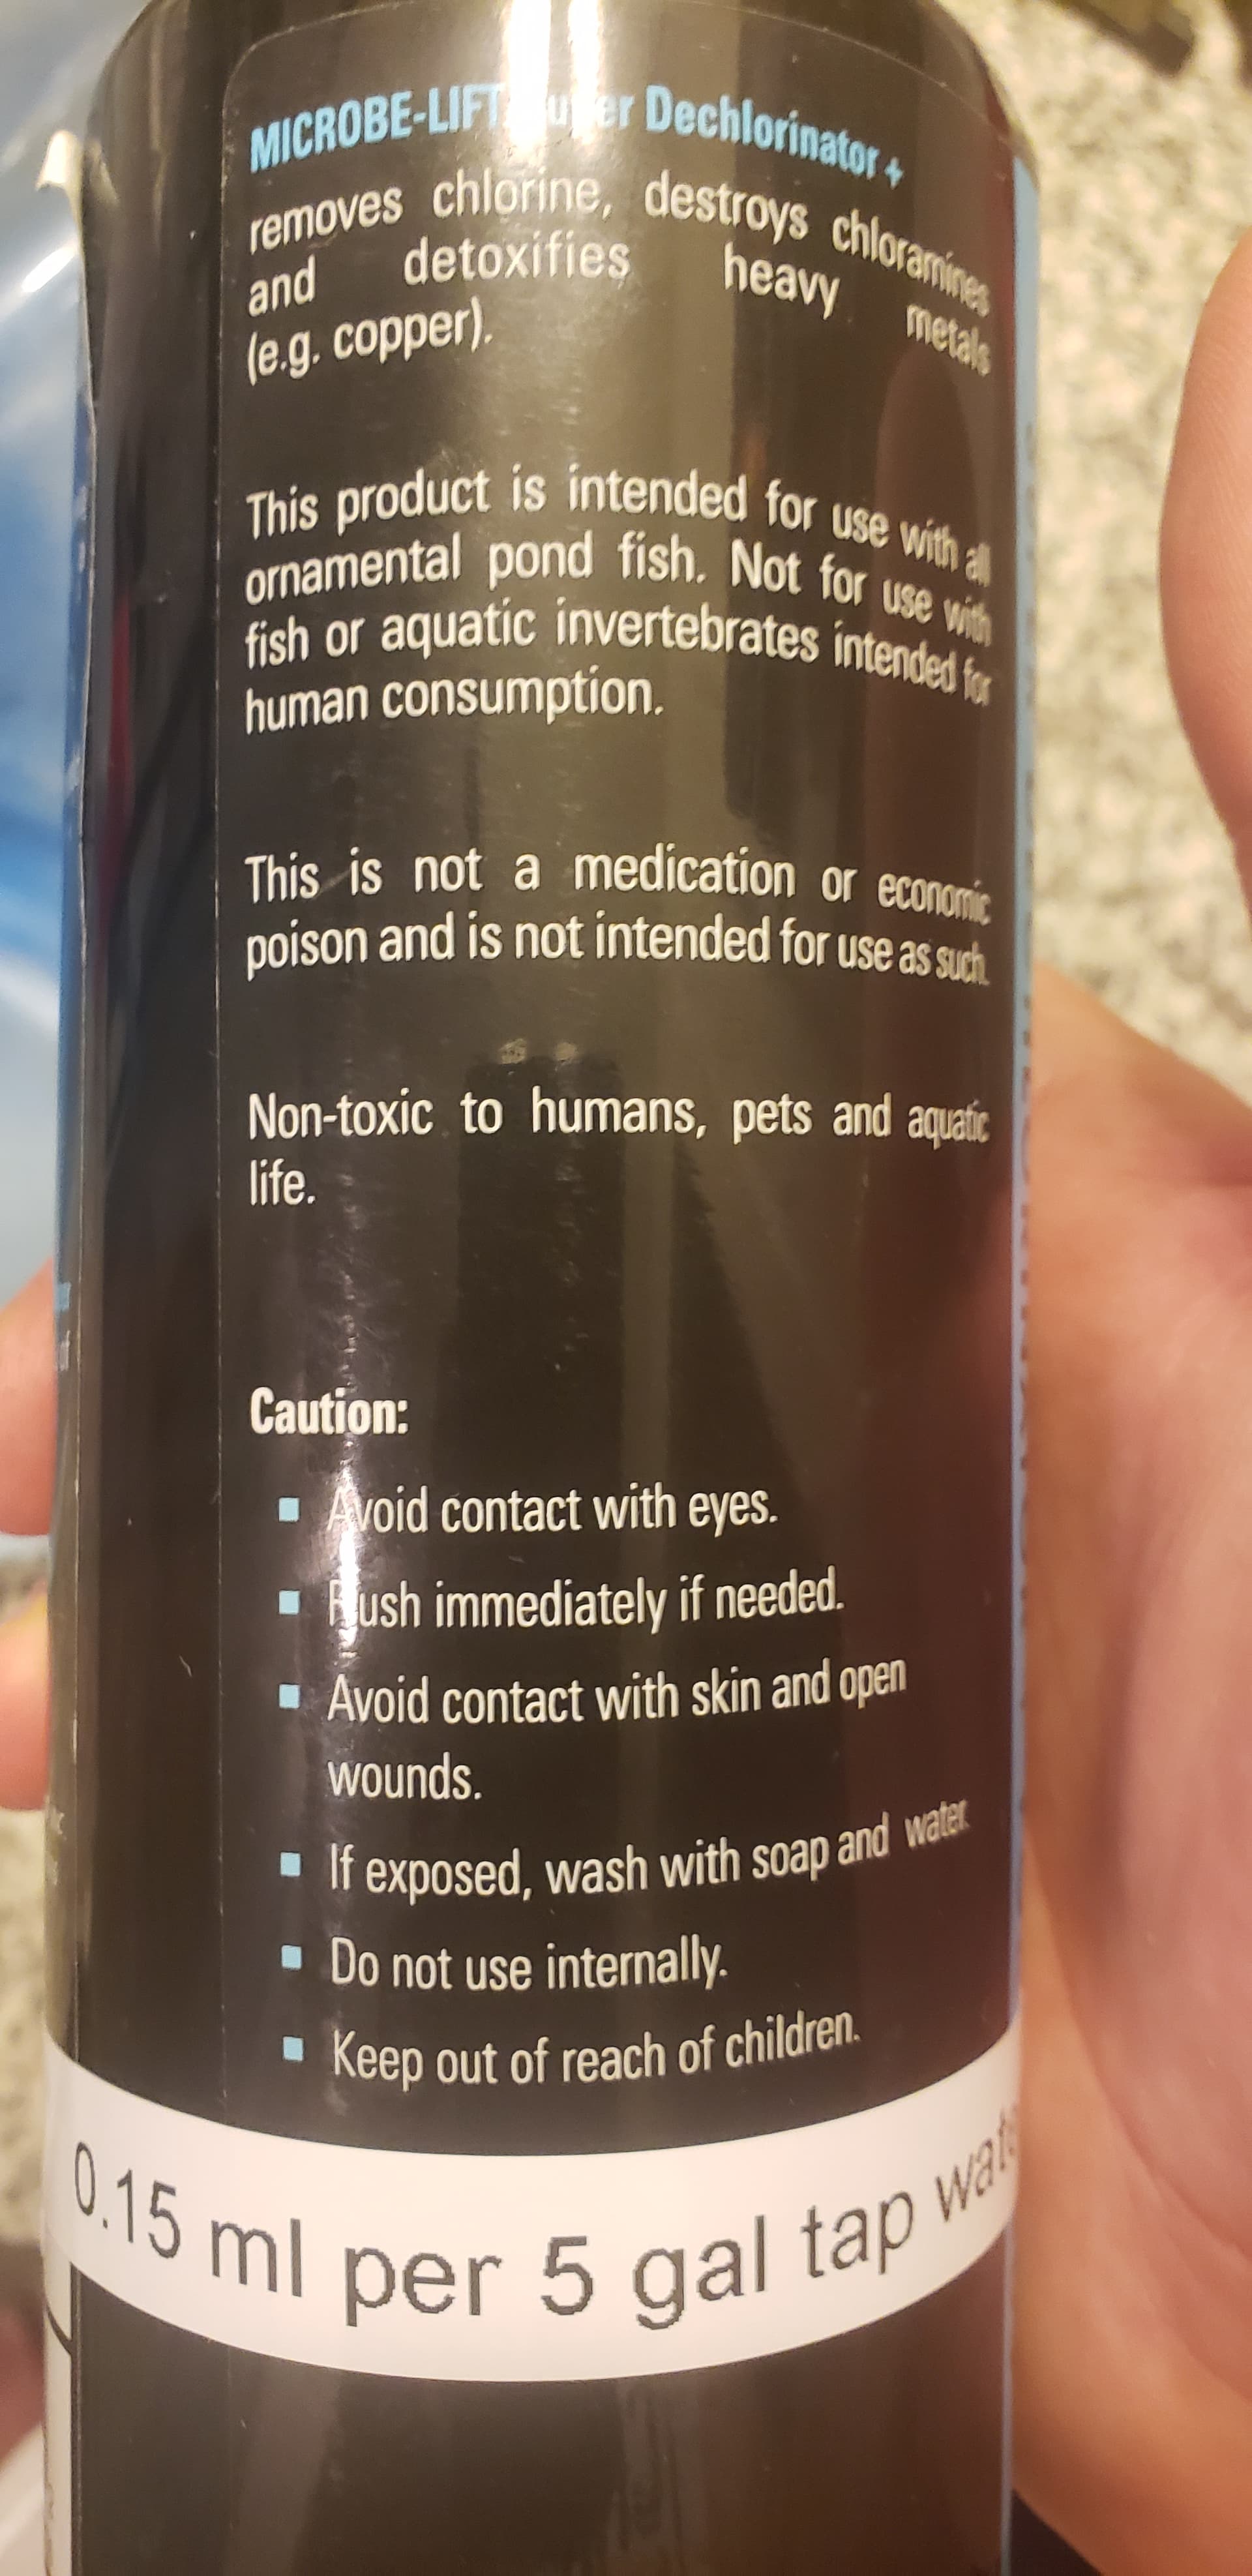 MICROBE-LIFT Super Dechlorinator +
removes chlorine, destroys chloramines
and detoxifies heavy metals
(e.g. copper).
This product is intended for use with all
ornamental pond fish. Not for use with
fish or aquatic invertebrates intended for
human consumption.
This is not a medication or economic
poison and is not intended for use as such.
Non-toxic to humans, pets and aquatic
life.
Caution:
▪ Avoid contact with eyes.
▪ Flush immediately if needed.
▪ Avoid contact with skin and open
wounds.
▪ If exposed, wash with soap and water.
▪ Do not use internally.
▪ Keep out of reach of children.
0.15 ml per 5 gal tap